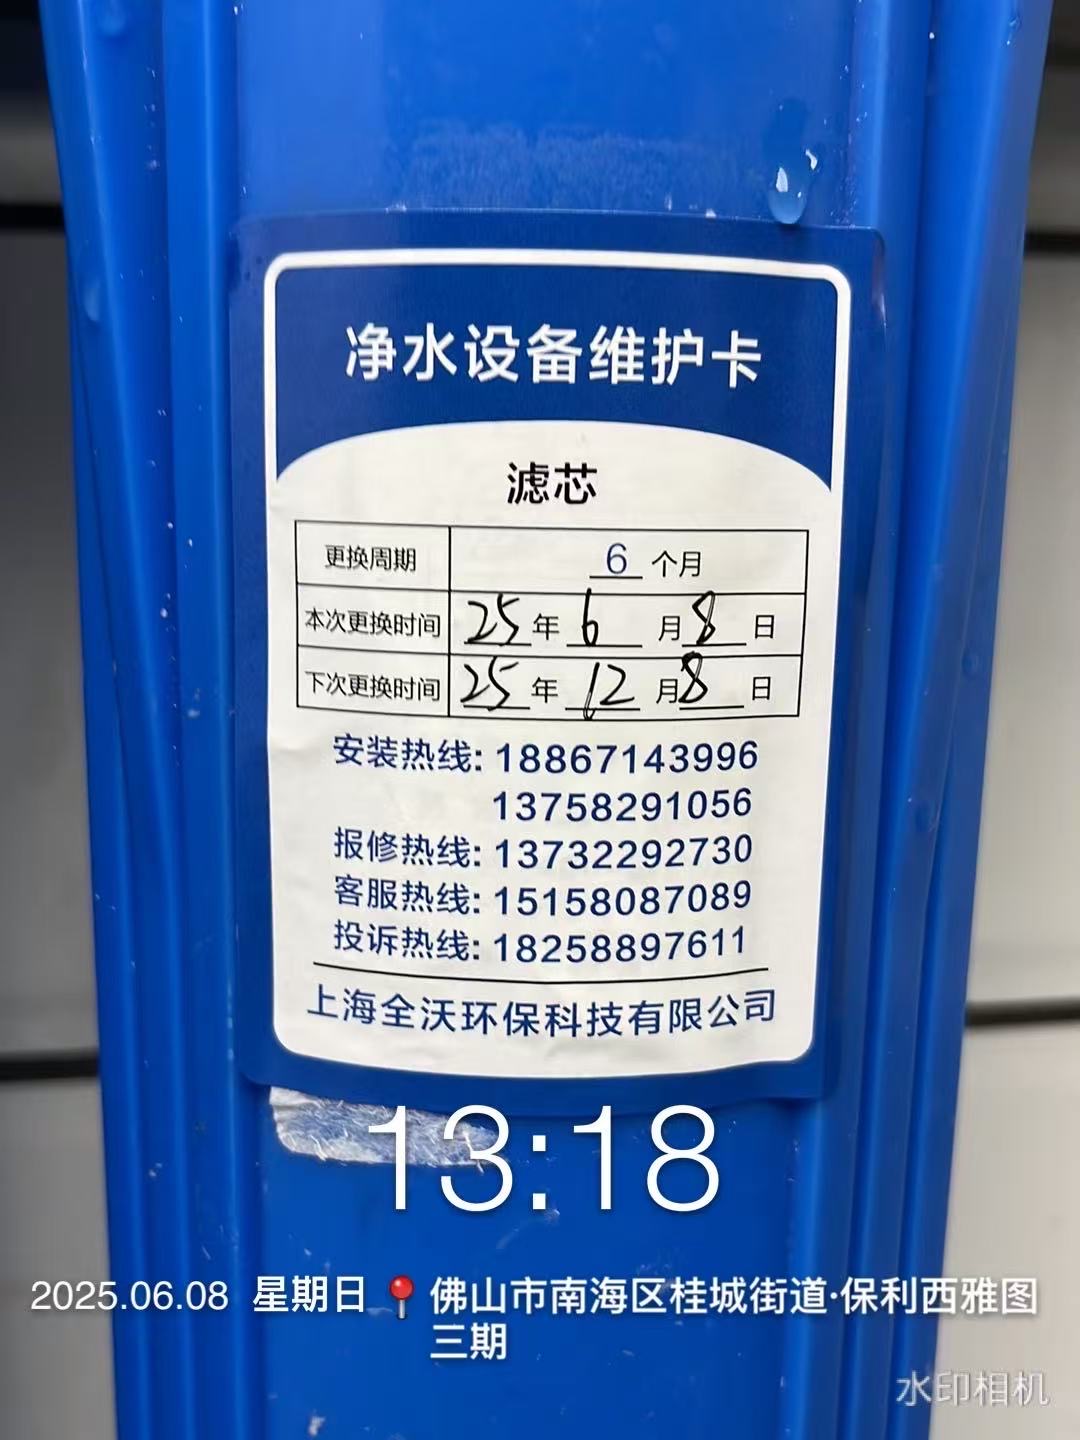 净水设备维护卡
滤芯
更换周期 6 个月
本次更换时间 25 年 6 月 8 日
下次更换时间 25 年 12 月 8 日
安装热线: 18867143996
13758291056
报修热线: 13732292730
客服热线: 15158087089
投诉热线: 18258897611
上海全沃环保科技有限公司
13:18
2025.06.08 星期日 佛山市南海区桂城街道·保利西雅图
三期
水印相机